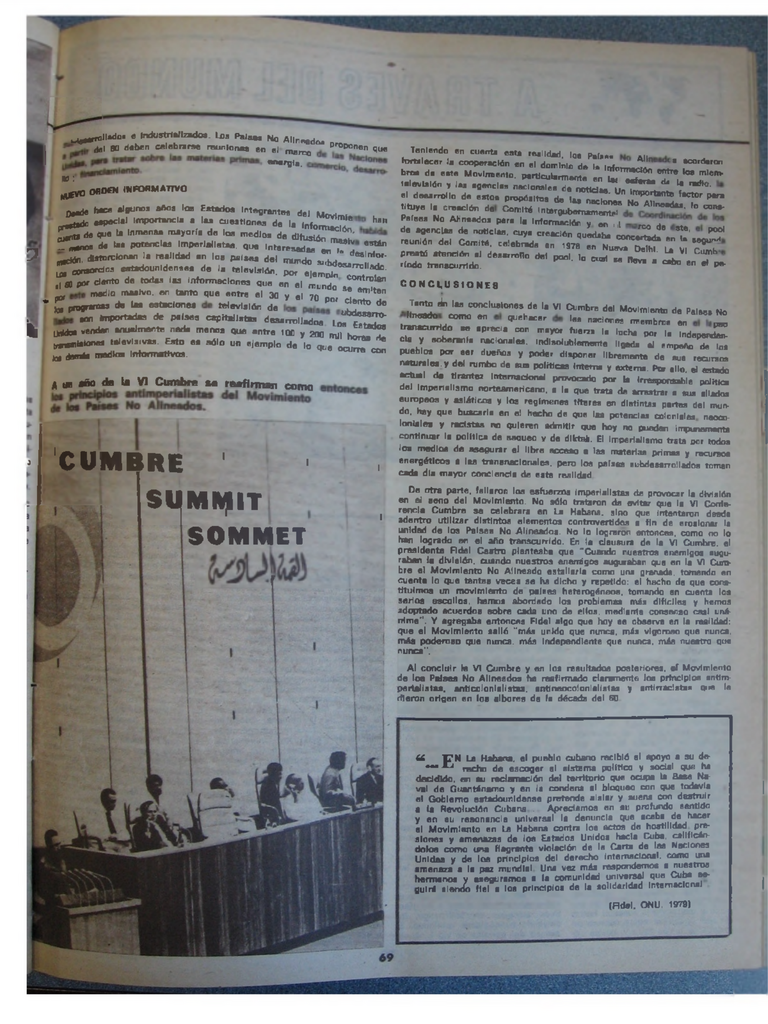 subdesarrollados e industrializados. Los Países No Alineados proponen que
a partir del 80 deben celebrarse reuniones en el marco de las Naciones
Unidas, para tratar sobre las materias primas, energía, comercio, desarro-
llo y financiamiento.
NUEVO ORDEN INFORMATIVO
Desde hace algunos años los Estados integrantes del Movimiento han
prestado especial importancia a las cuestiones de la información, habida
cuenta de que la inmensa mayoría de los medios de difusión masiva están
en manos de las potencias imperialistas que interesadas en la desinfor-
mación, distorcionan la realidad en los países del mundo subdesarrollado.
Los consorcios estadounidenses de la televisión, por ejemplo, controlan
el 60 por ciento de todas las informaciones que en el mundo se emiten
por este medio masivo, en tanto que entre el 30 y el 70 por ciento de
los programas de las estaciones de televisión de los países subdesarro-
llados son importadas de países capitalistas desarrollados. Los Estados
Unidos venden anualmente nada menos que entre 100 y 200 mil horas de
transmisiones televisivas. Esto es sólo un ejemplo de lo que ocurre con
los demás medios informativos.
A un año de la VI Cumbre se reafirman como entonces
los principios antimperialistas del Movimiento
de los Países No Alineados.
CUMBRE
SUMMIT
SOMMET
القمة السادسة
Teniendo en cuenta esta realidad, los Países No Alineados acordaron
fortalecer la cooperación en el dominio de la información entre los miem-
bros de este Movimiento, particularmente en las esferas de la radio, la
televisión y las agencias nacionales de noticias. Un importante factor para
el desarrollo de estos propósitos de las naciones No Alineadas, lo cons-
tituye la creación del Comité Intergubernamental de Coordinación de los
Países No Alineados para la Información y, en el marco de éste, el pool
de agencias de noticias, cuya creación quedaba concertada en la segunda
reunión del Comité, celebrada en 1978 en Nueva Delhi. La VI Cumbre
prestó atención al desarrollo del pool, lo cual se lleva a cabo en el pe-
ríodo transcurrido.
CONCLUSIONES
Tanto en las conclusiones de la VI Cumbre del Movimiento de Países No
Alineados como en el quehacer de las naciones miembros en el lapso
transcurrido se aprecia con mayor fuerza la lucha por la independen-
cia y soberanía nacionales, indisolublemente ligada al empeño de los
pueblos por ser dueños y poder disponer libremente de sus recursos
naturales y del rumbo de sus políticas interna y externa. Por ello, el estado
actual de tirantez internacional provocado por la irresponsable política
del imperialismo norteamericano, a la que trata de arrastrar a sus aliados
europeos y asiáticos y los regímenes títeres en distintas partes del mun-
do, hay que buscarla en el hecho de que las potencias coloniales, neoco-
loniales y racistas no quieren admitir que hoy no puedan impunemente
continuar la política de saqueo y de diktak. El imperialismo trata por todos
los medios de asegurar el libre acceso a las materias primas y recursos
energéticos a las transnacionales, pero los países subdesarrollados toman
cada día mayor conciencia de esta realidad.
De otra parte, fallaron los esfuerzos imperialistas de provocar la división
en el seno del Movimiento. No sólo trataron de evitar que la VI Confe-
rencia Cumbre se celebrara en La Habana, sino que intentaron desde
adentro utilizar distintos elementos controvertidos a fin de erosionar la
unidad de los Países No Alineados. No lo lograron entonces, como no lo
han logrado en el año transcurrido. En la clausura de la VI Cumbre, el
presidente Fidel Castro planteaba que "Cuando nuestros enemigos augu-
raban la división, cuando nuestros enemigos auguraban que en la VI Cum-
bre el Movimiento No Alineado estallaría como una granada, tomando en
cuenta lo que tantas veces se ha dicho y repetido: el hecho de que cons-
tituimos un movimiento de países heterogéneos, tomando en cuenta los
serios escollos, hemos abordado los problemas más difíciles y hemos
adoptado acuerdos sobre cada uno de ellos, mediante consenso casi uná-
nime". Y agregaba entonces Fidel algo que hoy se observa en la realidad:
que el Movimiento salió "más unido que nunca, más vigoroso que nunca,
más poderoso que nunca, más independiente que nunca, más nuestro que
nunca".
Al concluir la VI Cumbre y en los resultados posteriores, el Movimiento
de los Países No Alineados ha reafirmado claramente los principios antim-
perialistas, anticolonialistas, antineocolonialistas y antirracistas que le
dieron origen en los albores de la década del 60.
"... EN La Habana, el pueblo cubano recibió el apoyo a su de-
recho de escoger el sistema político y social que ha
decidido, en su reclamación del territorio que ocupa la Base Na-
val de Guantánamo y en la condena al bloqueo con que todavía
el Gobierno estadounidense pretende aislar y sueña con destruir
a la Revolución Cubana... Apreciamos en su profundo sentido
y en su resonancia universal la denuncia que acaba de hacer
el Movimiento en La Habana contra los actos de hostilidad, pre-
siones y amenazas de los Estados Unidos hacia Cuba, calificán-
dolos como una flagrante violación de la Carta de las Naciones
Unidas y de los principios del derecho internacional, como una
amenaza a la paz mundial. Una vez más respondemos a nuestros
hermanos y aseguramos a la comunidad universal que Cuba se-
guirá siendo fiel a los principios de la solidaridad internacional"
(Fidel, ONU. 1979)
69